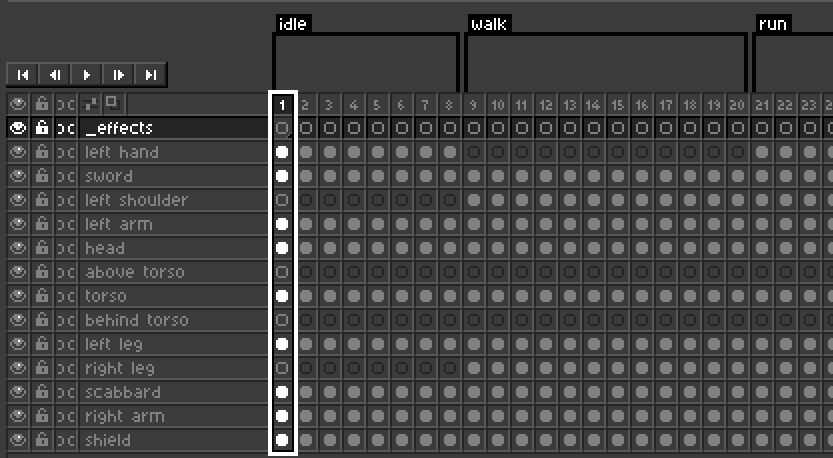 idle walk run
1 2 3 4 5 6 7 8 9 10 11 12 13 14 15 16 17 18 19 20 21 22 23
_effects
left hand
sword
left shoulder
left arm
head
above torso
torso
behind torso
left leg
right leg
scabbard
right arm
shield